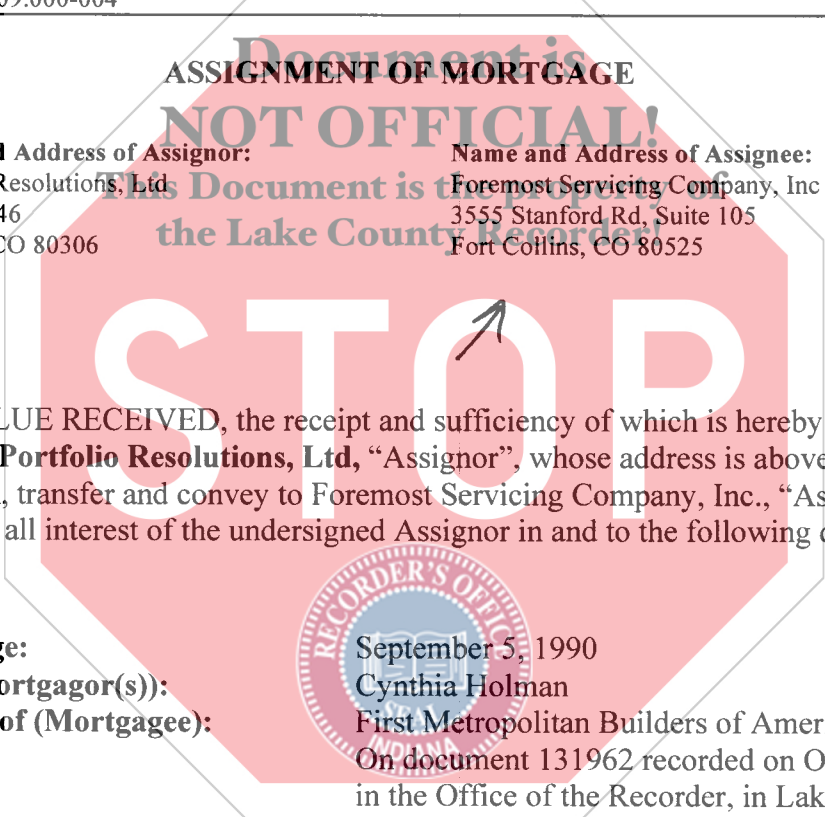 09.000-004
ASSIGNMENT OF MORTGAGE
Document is
NOT OFFICIAL!
This Document is the property of
the Lake County Recorder!
Address of Assignor:
Resolutions, Ltd
46
CO 80306
Name and Address of Assignee:
Foremost Servicing Company, Inc
3555 Stanford Rd, Suite 105
Fort Collins, CO 80525
STOP
LUE RECEIVED, the receipt and sufficiency of which is hereby
Portfolio Resolutions, Ltd, “Assignor”, whose address is above
, transfer and convey to Foremost Servicing Company, Inc., “As
all interest of the undersigned Assignor in and to the following
RECORDER'S OFFICE
SEAL
INDIANA
ge:
September 5, 1990
ortgagor(s)):
Cynthia Holman
of (Mortgagee):
First Metropolitan Builders of Amer
On document 131962 recorded on O
in the Office of the Recorder, in Lak